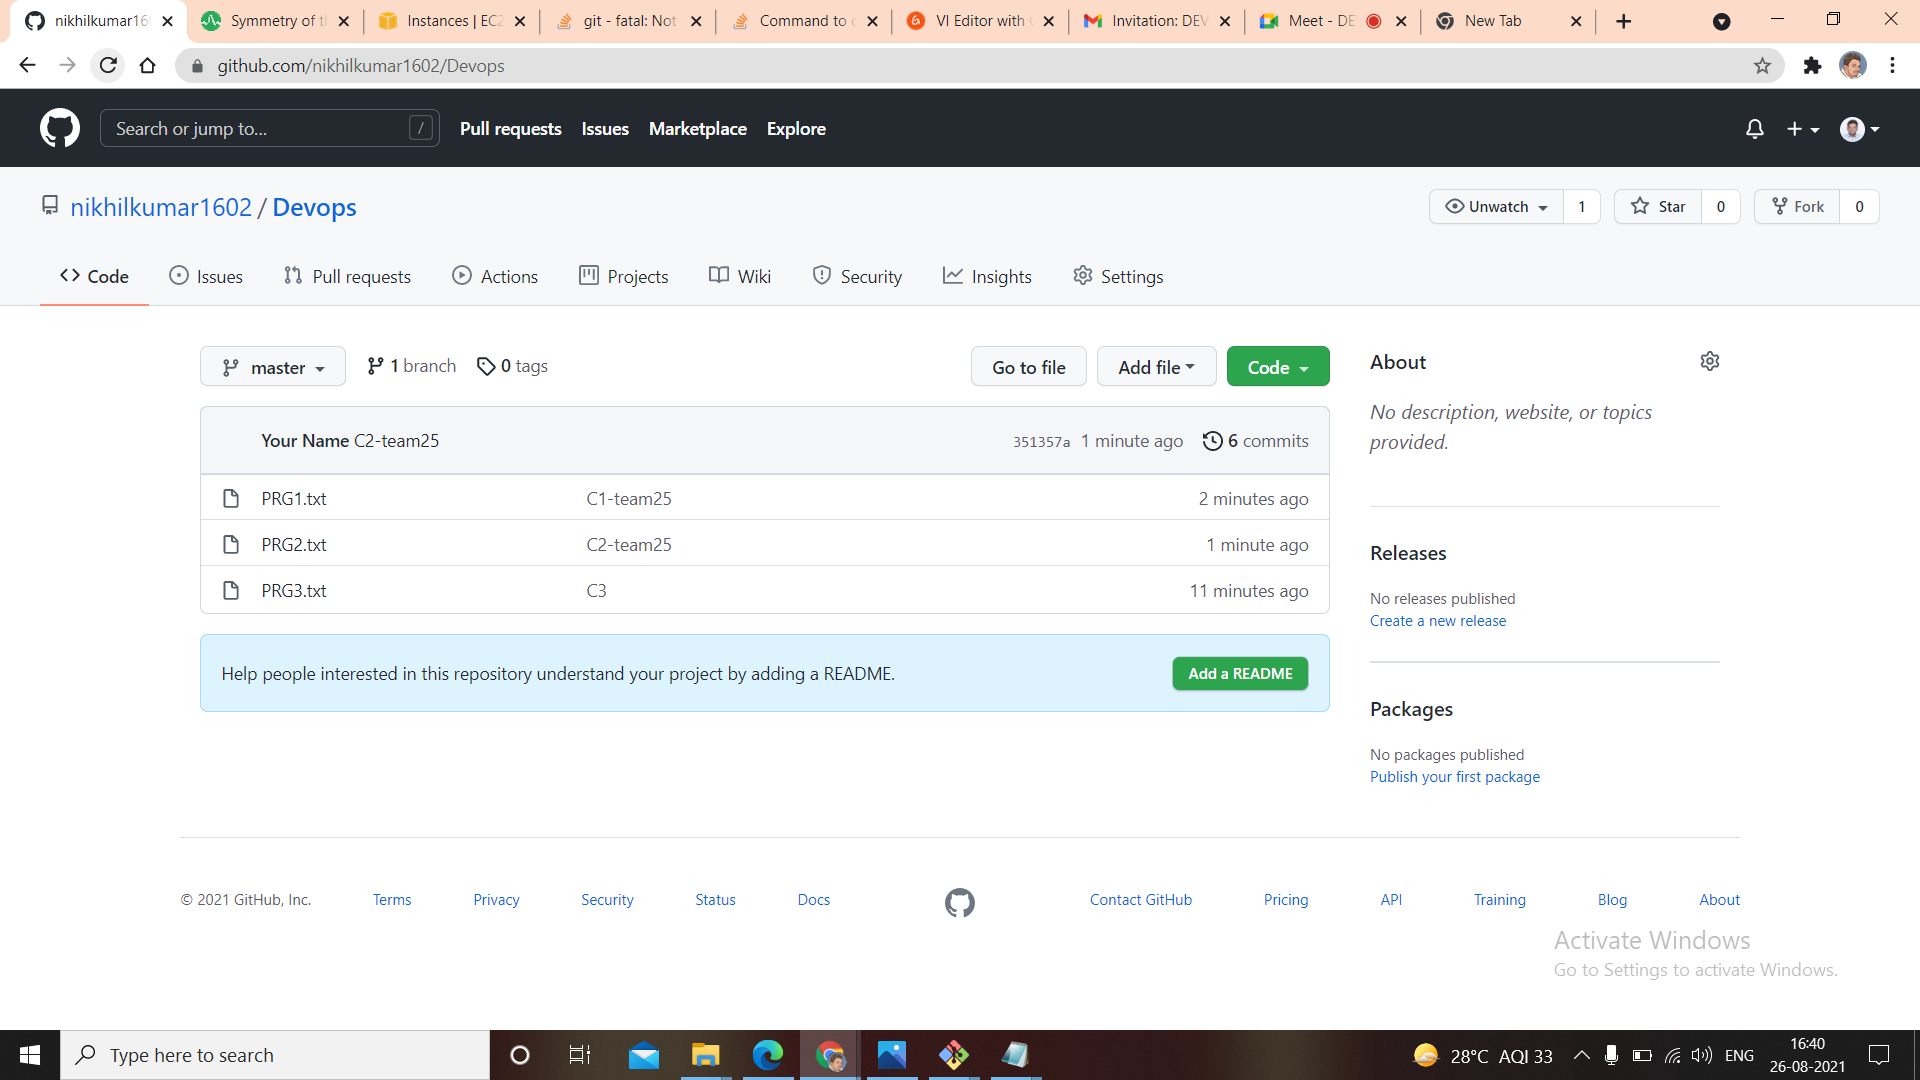 nikhilkumar16
Symmetry of t
Instances | EC2
git - fatal: Not
Command to
VI Editor with
Invitation: DEV
Meet - DE
New Tab
github.com/nikhilkumar1602/Devops
Search or jump to...
/
Pull requests
Issues
Marketplace
Explore
nikhilkumar1602 / Devops
Unwatch
1
Star
0
Fork
0
Code
Issues
Pull requests
Actions
Projects
Wiki
Security
Insights
Settings
master
1 branch
0 tags
Go to file
Add file
Code
About
No description, website, or topics
provided.
Your Name C2-team25
351357a 1 minute ago
6 commits
PRG1.txt
C1-team25
2 minutes ago
PRG2.txt
C2-team25
1 minute ago
PRG3.txt
C3
11 minutes ago
Help people interested in this repository understand your project by adding a README.
Add a README
Releases
No releases published
Create a new release
Packages
No packages published
Publish your first package
© 2021 GitHub, Inc.
Terms
Privacy
Security
Status
Docs
Contact GitHub
Pricing
API
Training
Blog
About
Activate Windows
Go to Settings to activate Windows.
Type here to search
28°C AQI 33
ENG
16:40
26-08-2021